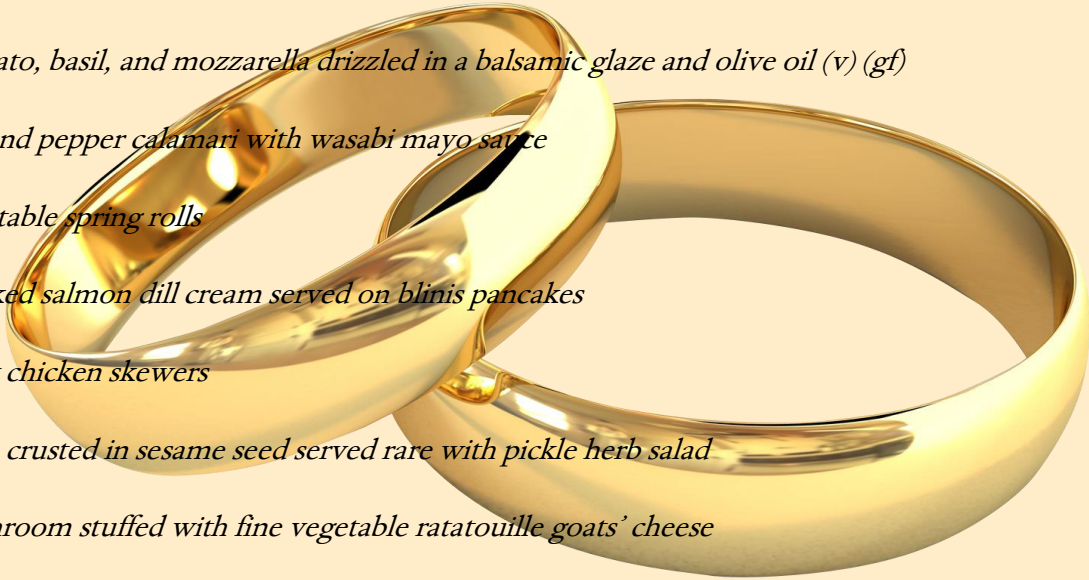 ato, basil, and mozzarella drizzled in a balsamic glaze and olive oil (v) (gf)
nd pepper calamari with wasabi mayo sauce
table spring rolls
ked salmon dill cream served on blinis pancakes
chicken skewers
crusted in sesame seed served rare with pickle herb salad
room stuffed with fine vegetable ratatouille goats’ cheese